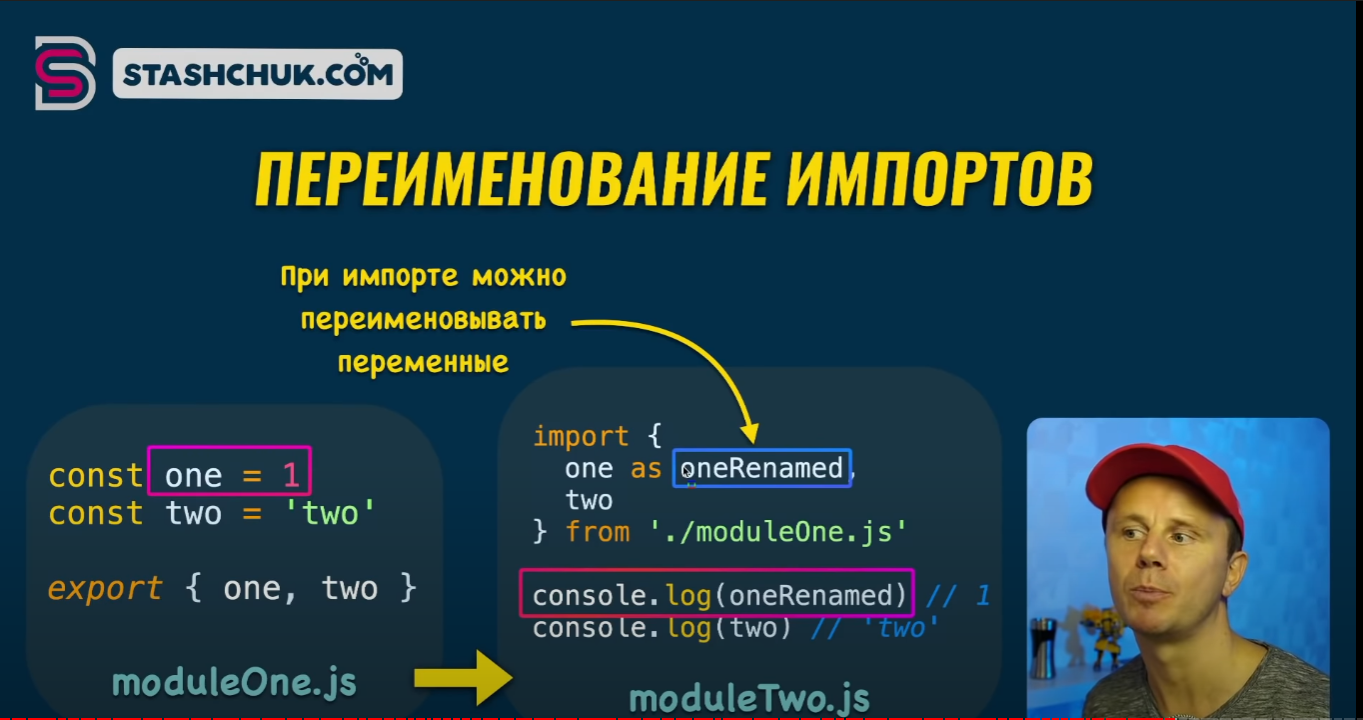 STASHCHUK.COM
ПЕРЕИМЕНОВАНИЕ ИМПОРТОВ
При импорте можно
переименовывать
переменные
const one = 1
const two = 'two'
export { one, two }
moduleOne.js
import {
one as oneRenamed,
two
} from './moduleOne.js'
console.log(oneRenamed) // 1
console.log(two) // 'two'
moduleTwo.js